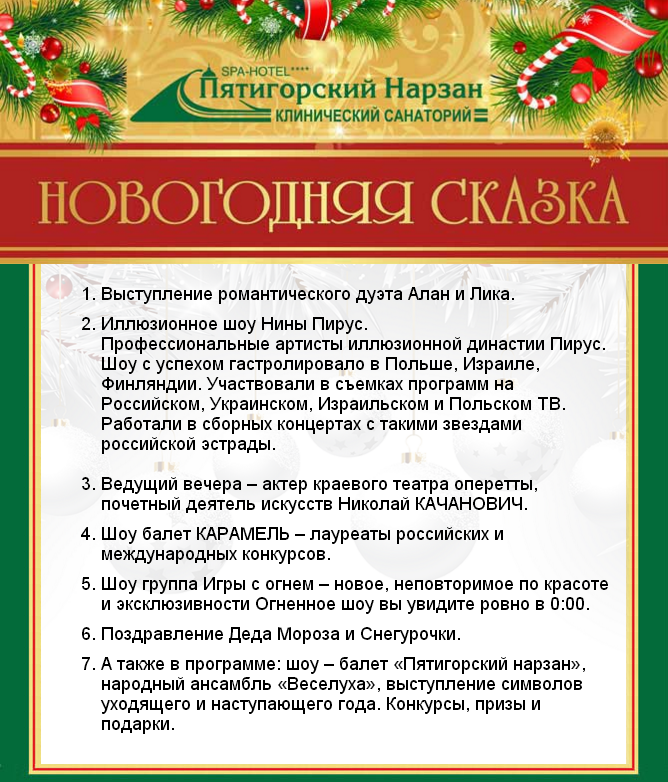 SPA-HOTEL****
Пятигорский Нарзан
КЛИНИЧЕСКИЙ САНАТОРИЙ
НОВОГОДНЯЯ СКАЗКА
1. Выступление романтического дуэта Алан и Лика.
2. Иллюзионное шоу Нины Пирус.
Профессиональные артисты иллюзионной династии Пирус.
Шоу с успехом гастролировало в Польше, Израиле,
Финляндии. Участвовали в съемках программ на
Российском, Украинском, Израильском и Польском ТВ.
Работали в сборных концертах с такими звездами
российской эстрады.
3. Ведущий вечера – актер краевого театра оперетты,
почетный деятель искусств Николай КАЧАНОВИЧ.
4. Шоу балет КАРАМЕЛЬ – лауреаты российских и
международных конкурсов.
5. Шоу группа Игры с огнем – новое, неповторимое по красоте
и эксклюзивности Огненное шоу вы увидите ровно в 0:00.
6. Поздравление Деда Мороза и Снегурочки.
7. А также в программе: шоу – балет «Пятигорский нарзан»,
народный ансамбль «Веселуха», выступление символов
уходящего и наступающего года. Конкурсы, призы и
подарки.